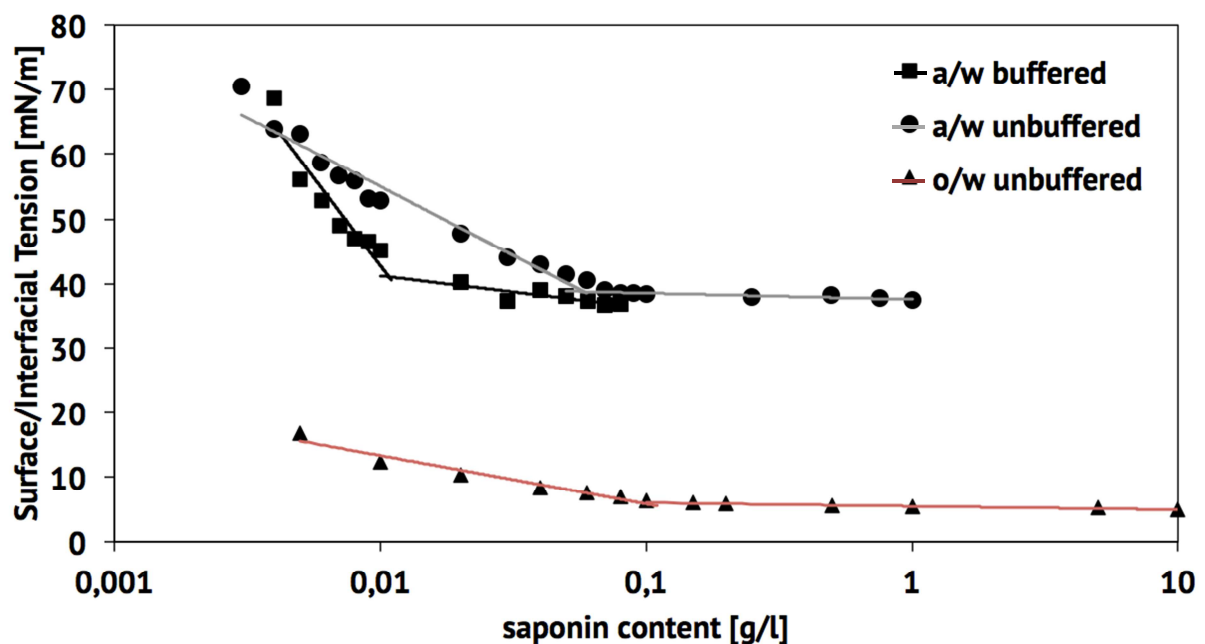 Surface/Interfacial Tension [mN/m]
80
70
60
50
40
30
20
10
0
a/w buffered
a/w unbuffered
o/w unbuffered
0,001
0,01
0,1
1
10
saponin content [g/l]